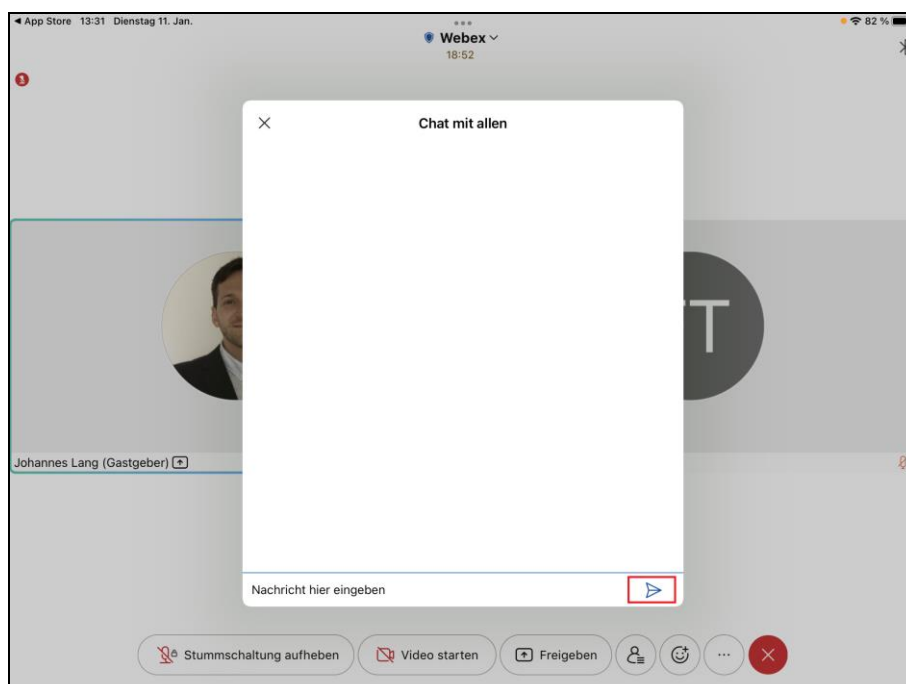 App Store 13:31 Dienstag 11. Jan.
82 %
Webex
18:52
Chat mit allen
T
Johannes Lang (Gastgeber)
Nachricht hier eingeben
Stummschaltung aufheben
Video starten
Freigeben